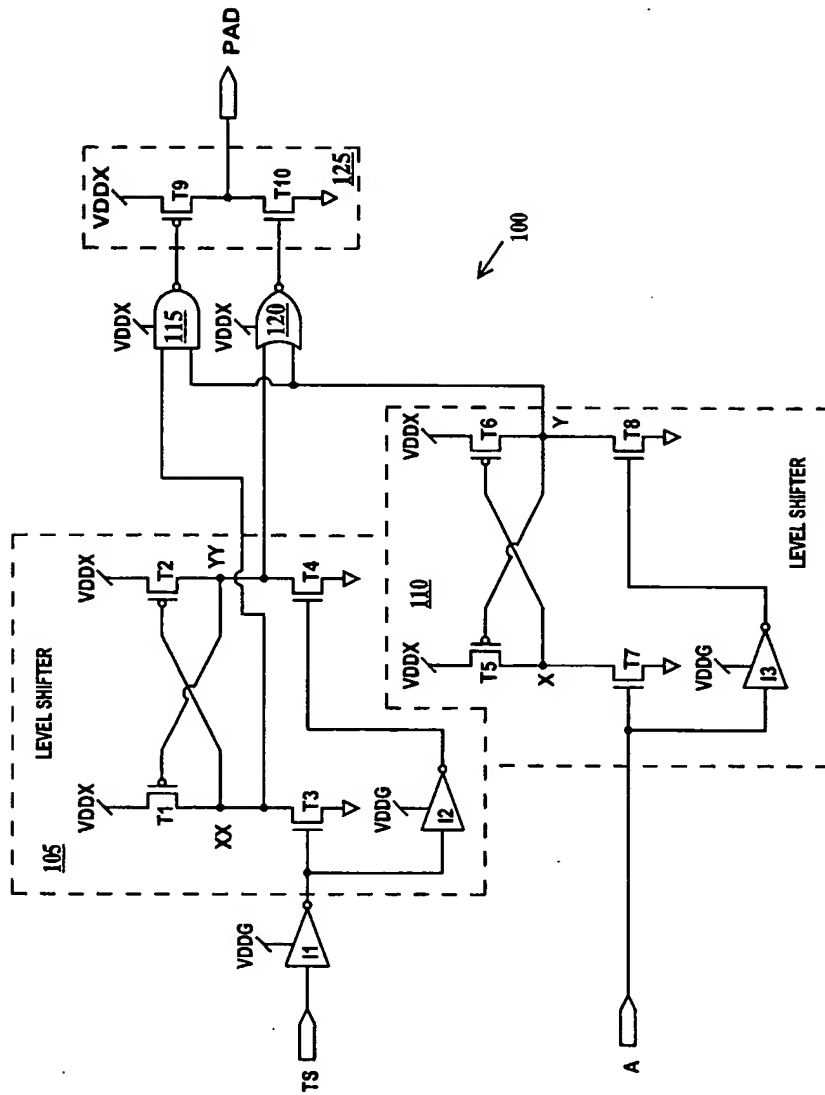 LEVEL SHIFTER
105
VDDX
VDDX
T1
T2
XX
YY
T3
T4
VDDG
I1
VDDG
I2
TS
VDDX
115
VDDX
120
VDDX
T9
T10
125
PAD
100
110
VDDX
VDDX
T5
T6
X
Y
T7
T8
VDDG
I3
LEVEL SHIFTER
A